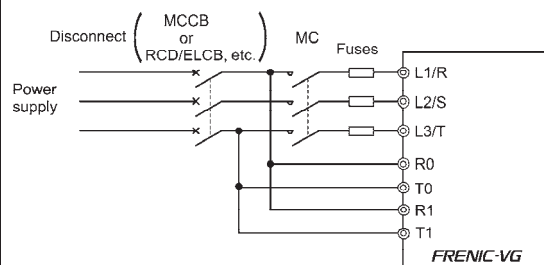 Disconnect
MCCB
or
RCD/ELCB, etc.
MC
Fuses
Power
supply
L1/R
L2/S
L3/T
R0
T0
R1
T1
FRENIC-VG